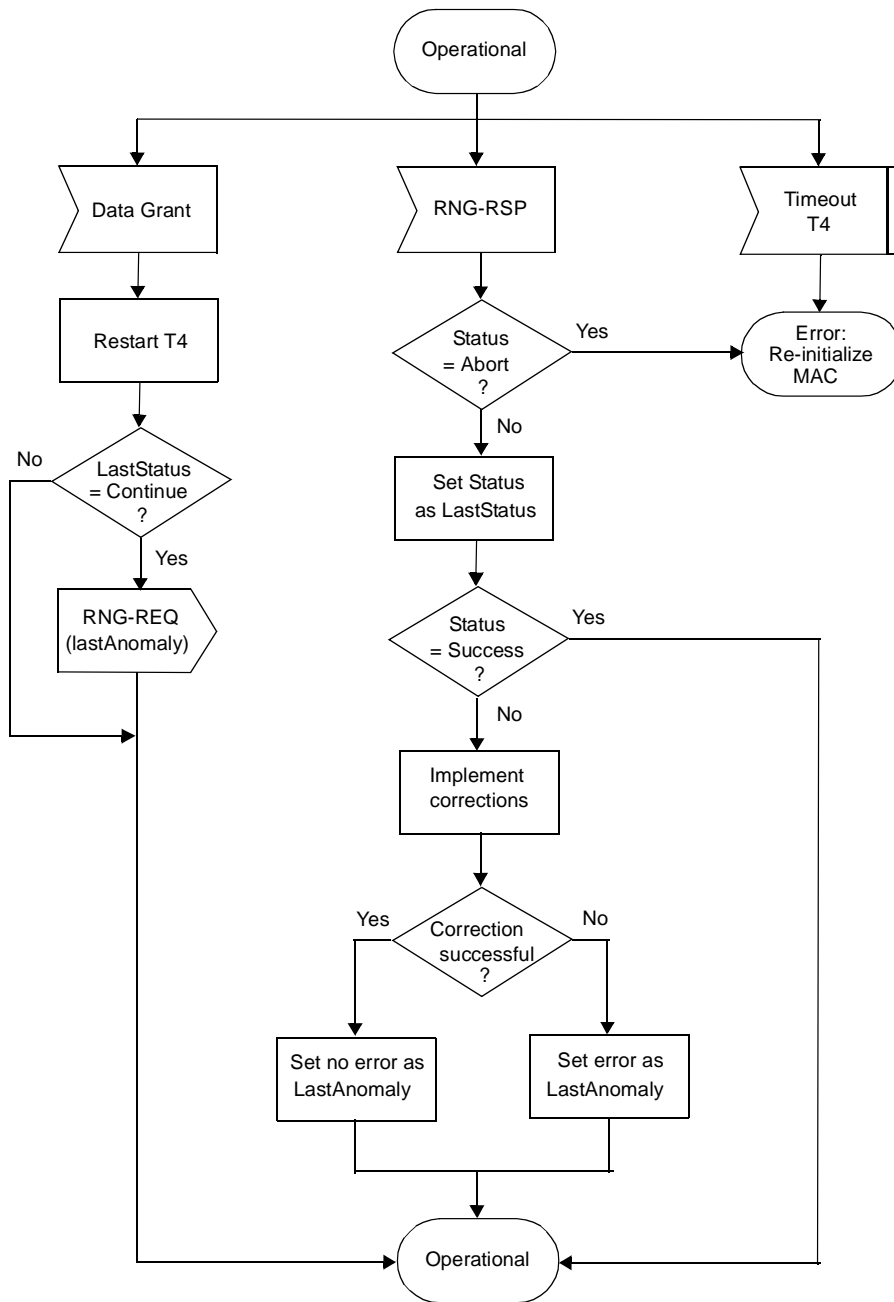 Operational
Data Grant
RNG-RSP
Timeout
T4
Restart T4
Status
= Abort
?
Yes
Error:
Re-initialize
MAC
No
No
LastStatus
= Continue
?
Yes
Set Status
as LastStatus
RNG-REQ
(lastAnomaly)
Status
= Success
?
Yes
No
Implement
corrections
Yes
Correction
successful
?
No
Set no error as
LastAnomaly
Set error as
LastAnomaly
Operational